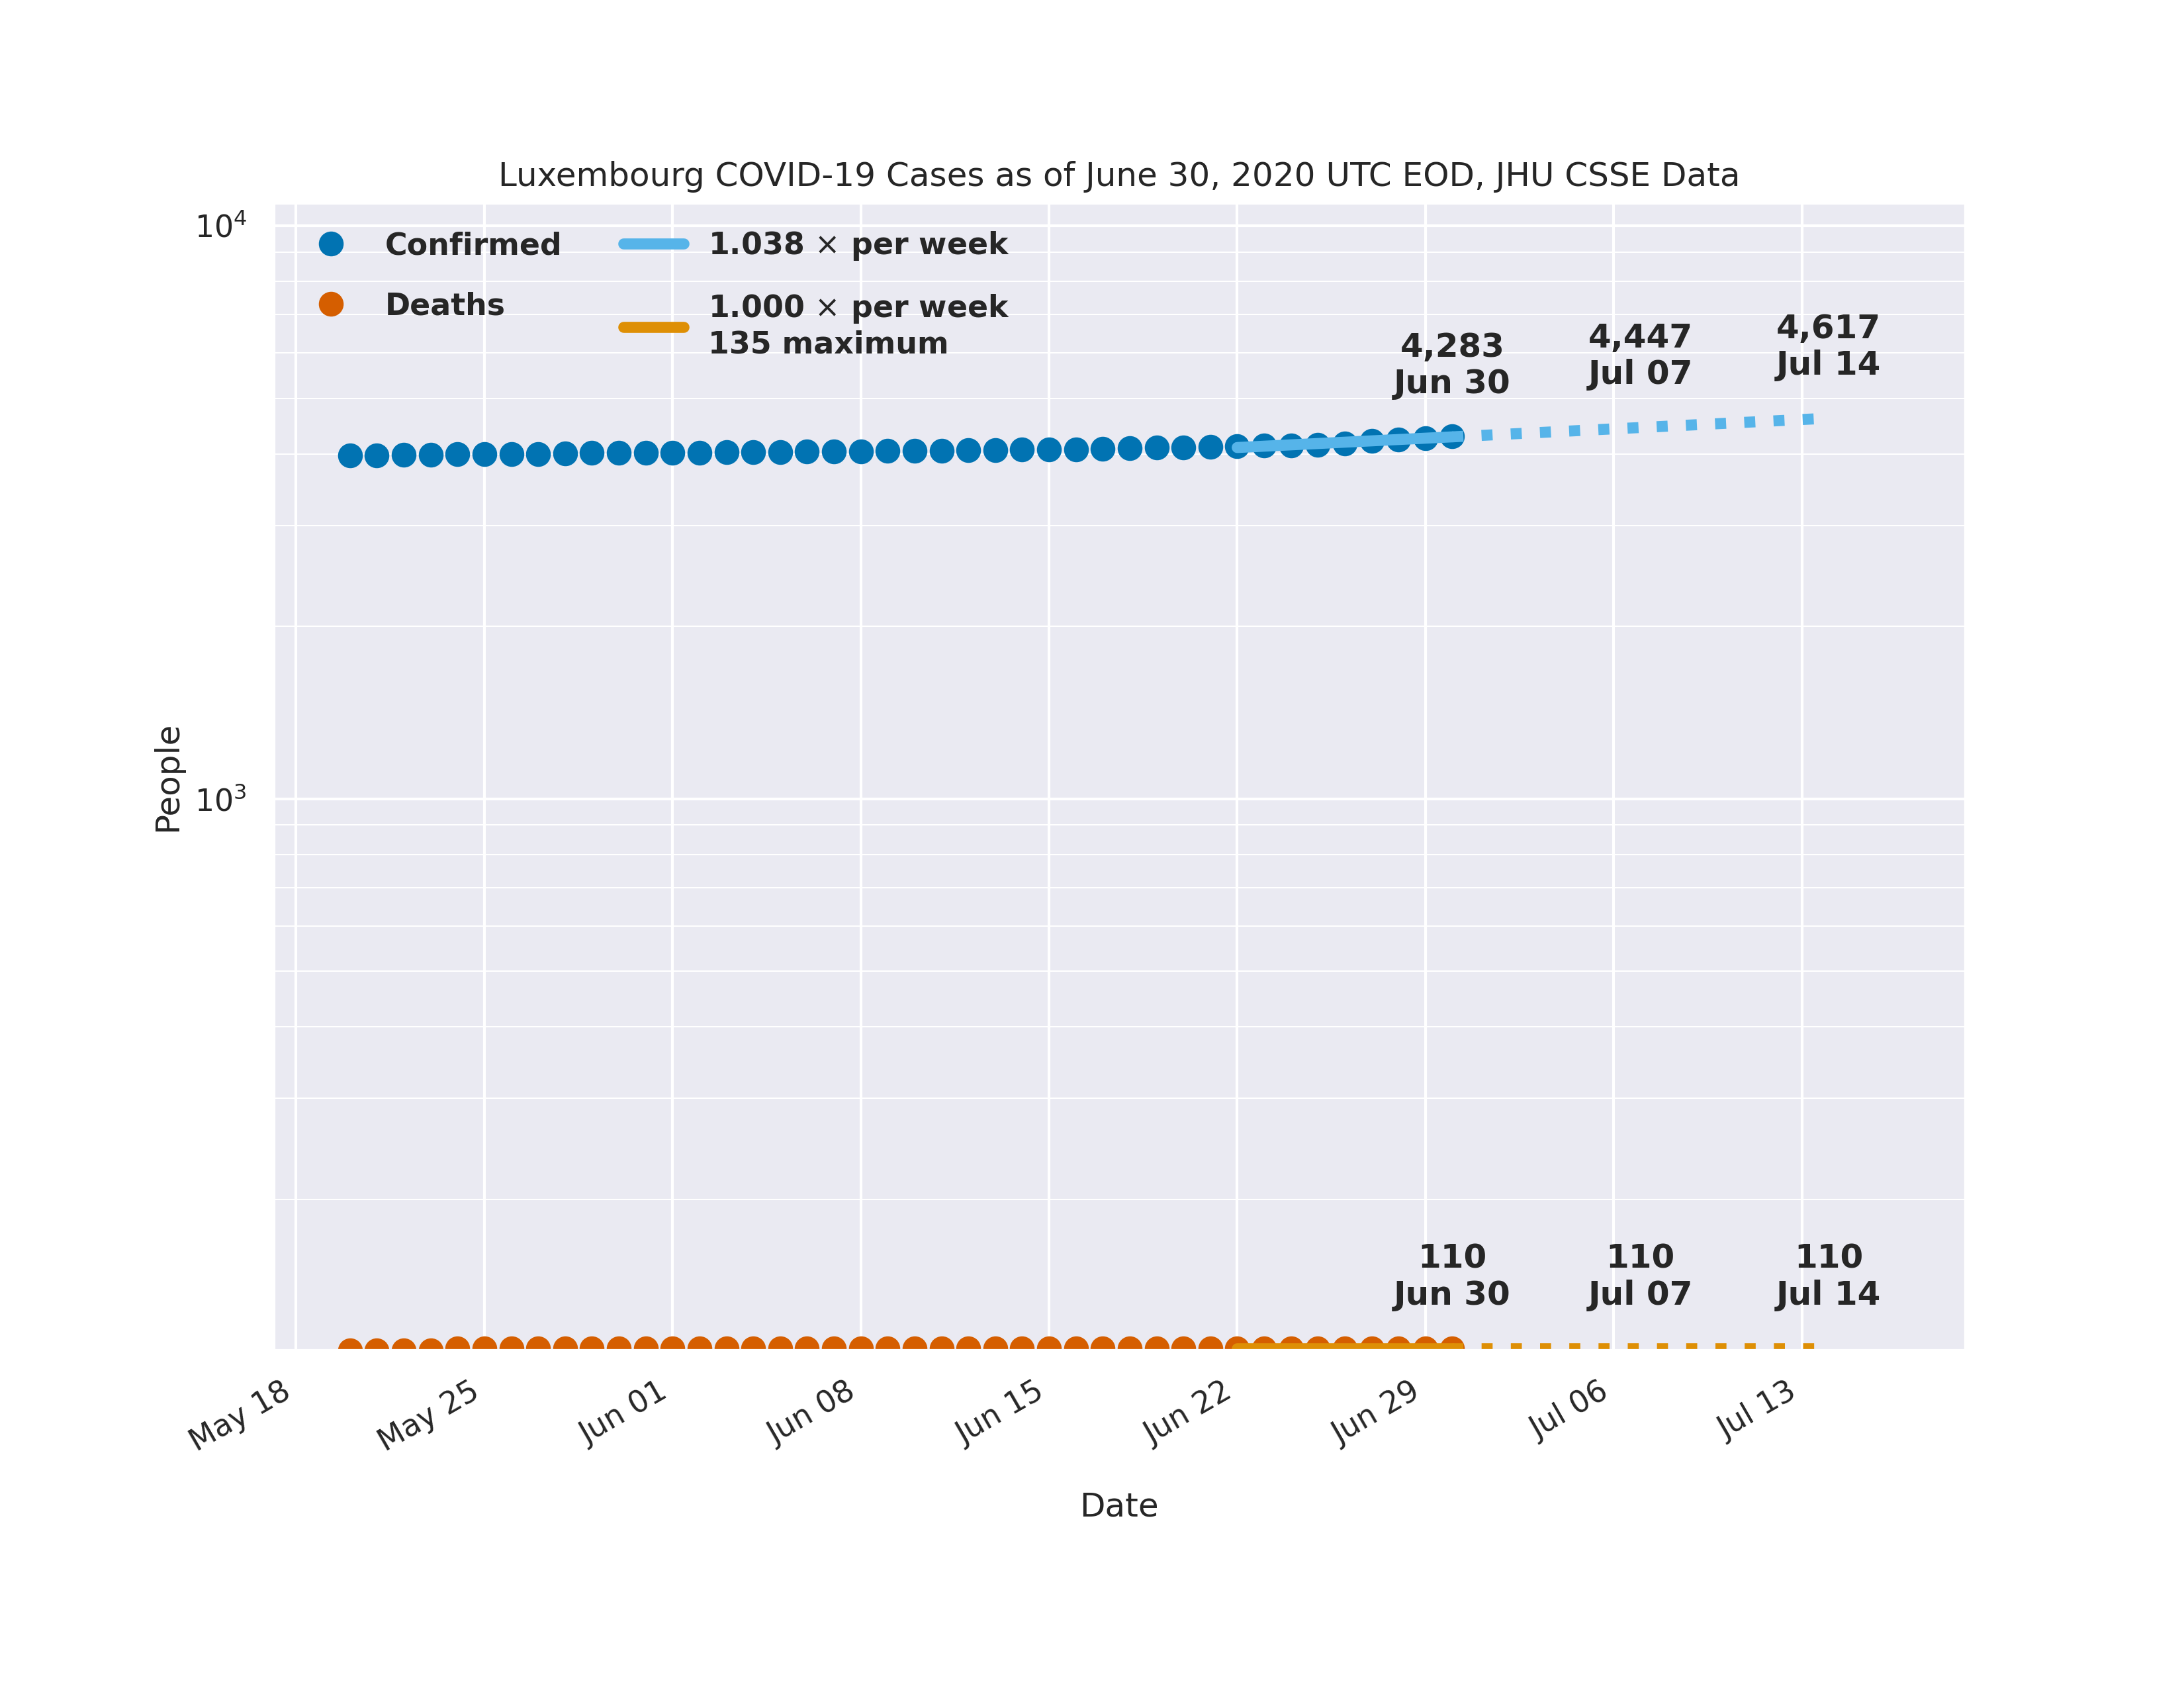 Luxembourg COVID-19 Cases as of June 30, 2020 UTC EOD, JHU CSSE Data
10⁴
Confirmed
Deaths
1.038 × per week
1.000 × per week
135 maximum
4,283
Jun 30
4,447
Jul 07
4,617
Jul 14
People
10³
110
Jun 30
110
Jul 07
110
Jul 14
May 18
May 25
Jun 01
Jun 08
Jun 15
Jun 22
Jun 29
Jul 06
Jul 13
Date